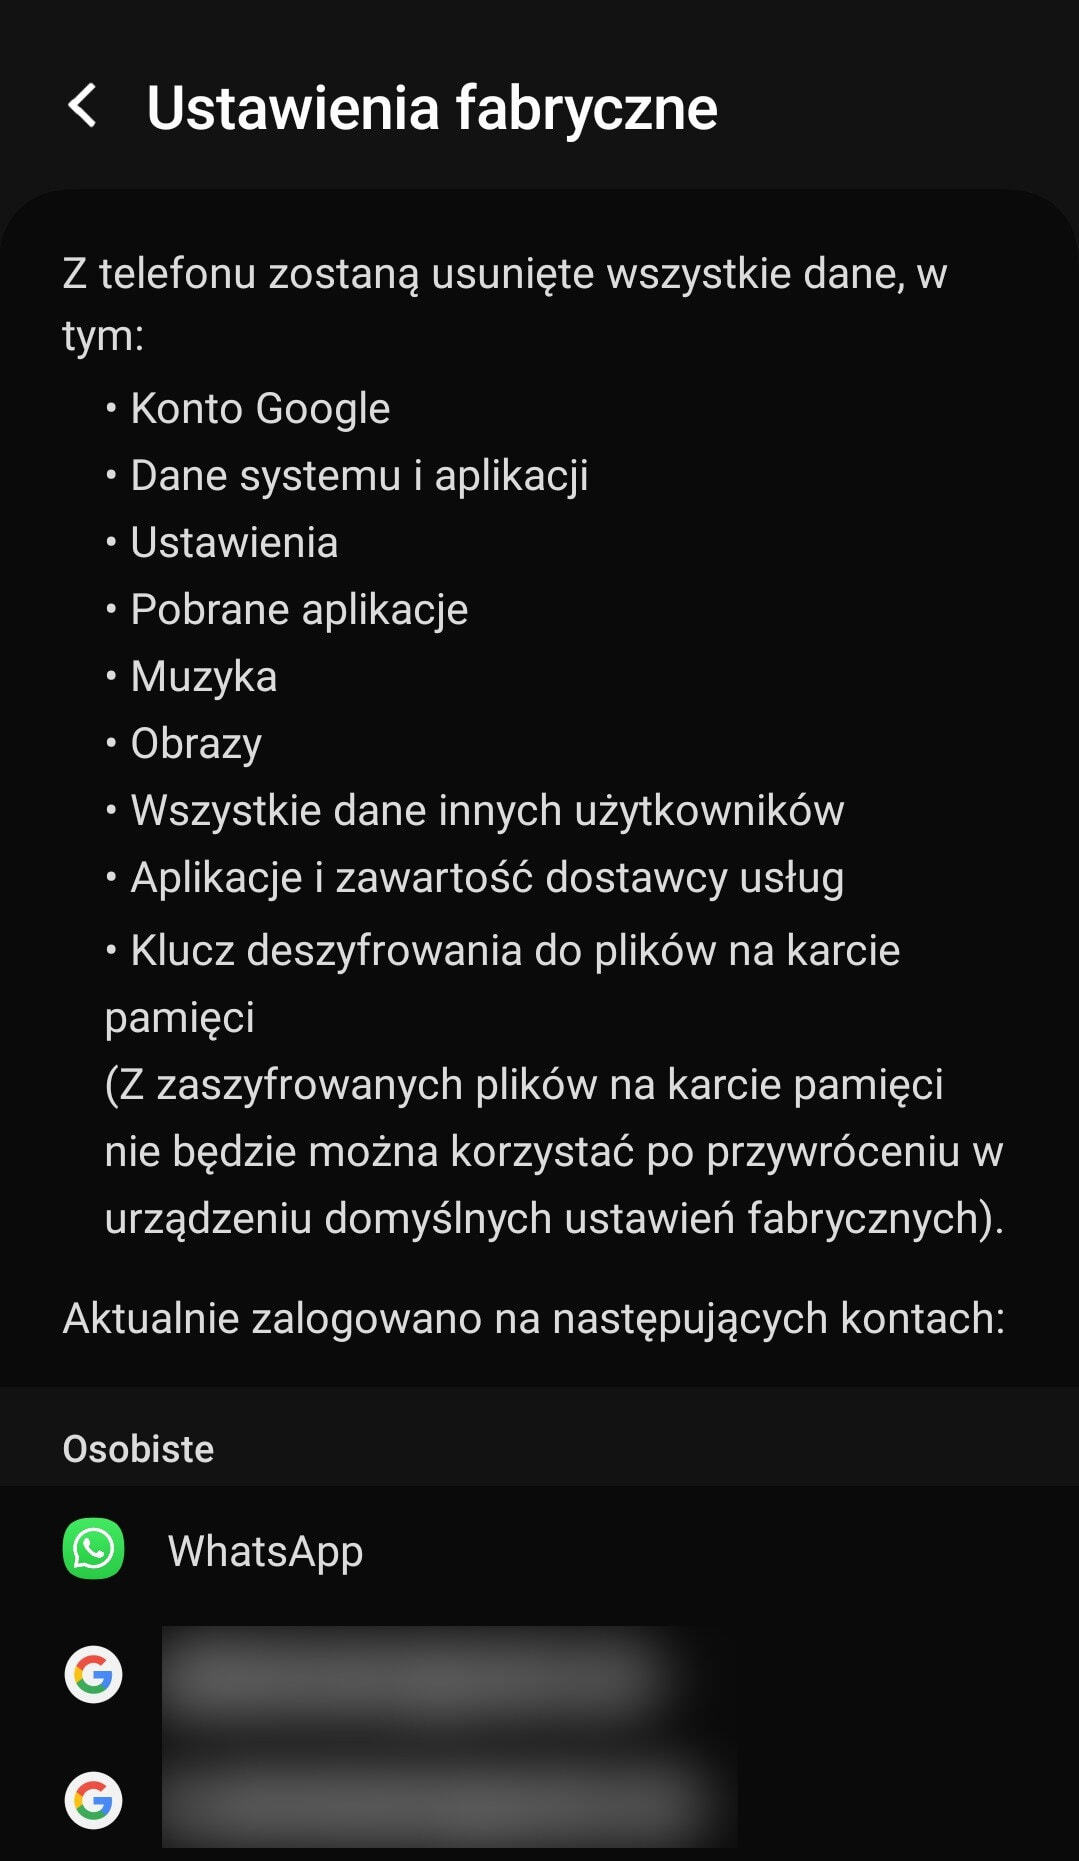 Ustawienia fabryczne
Z telefonu zostaną usunięte wszystkie dane, w
tym:
• Konto Google
• Dane systemu i aplikacji
• Ustawienia
• Pobrane aplikacje
• Muzyka
• Obrazy
• Wszystkie dane innych użytkowników
• Aplikacje i zawartość dostawcy usług
• Klucz deszyfrowania do plików na karcie
pamięci
(Z zaszyfrowanych plików na karcie pamięci
nie będzie można korzystać po przywróceniu w
urządzeniu domyślnych ustawień fabrycznych).
Aktualnie zalogowano na następujących kontach:
Osobiste
WhatsApp